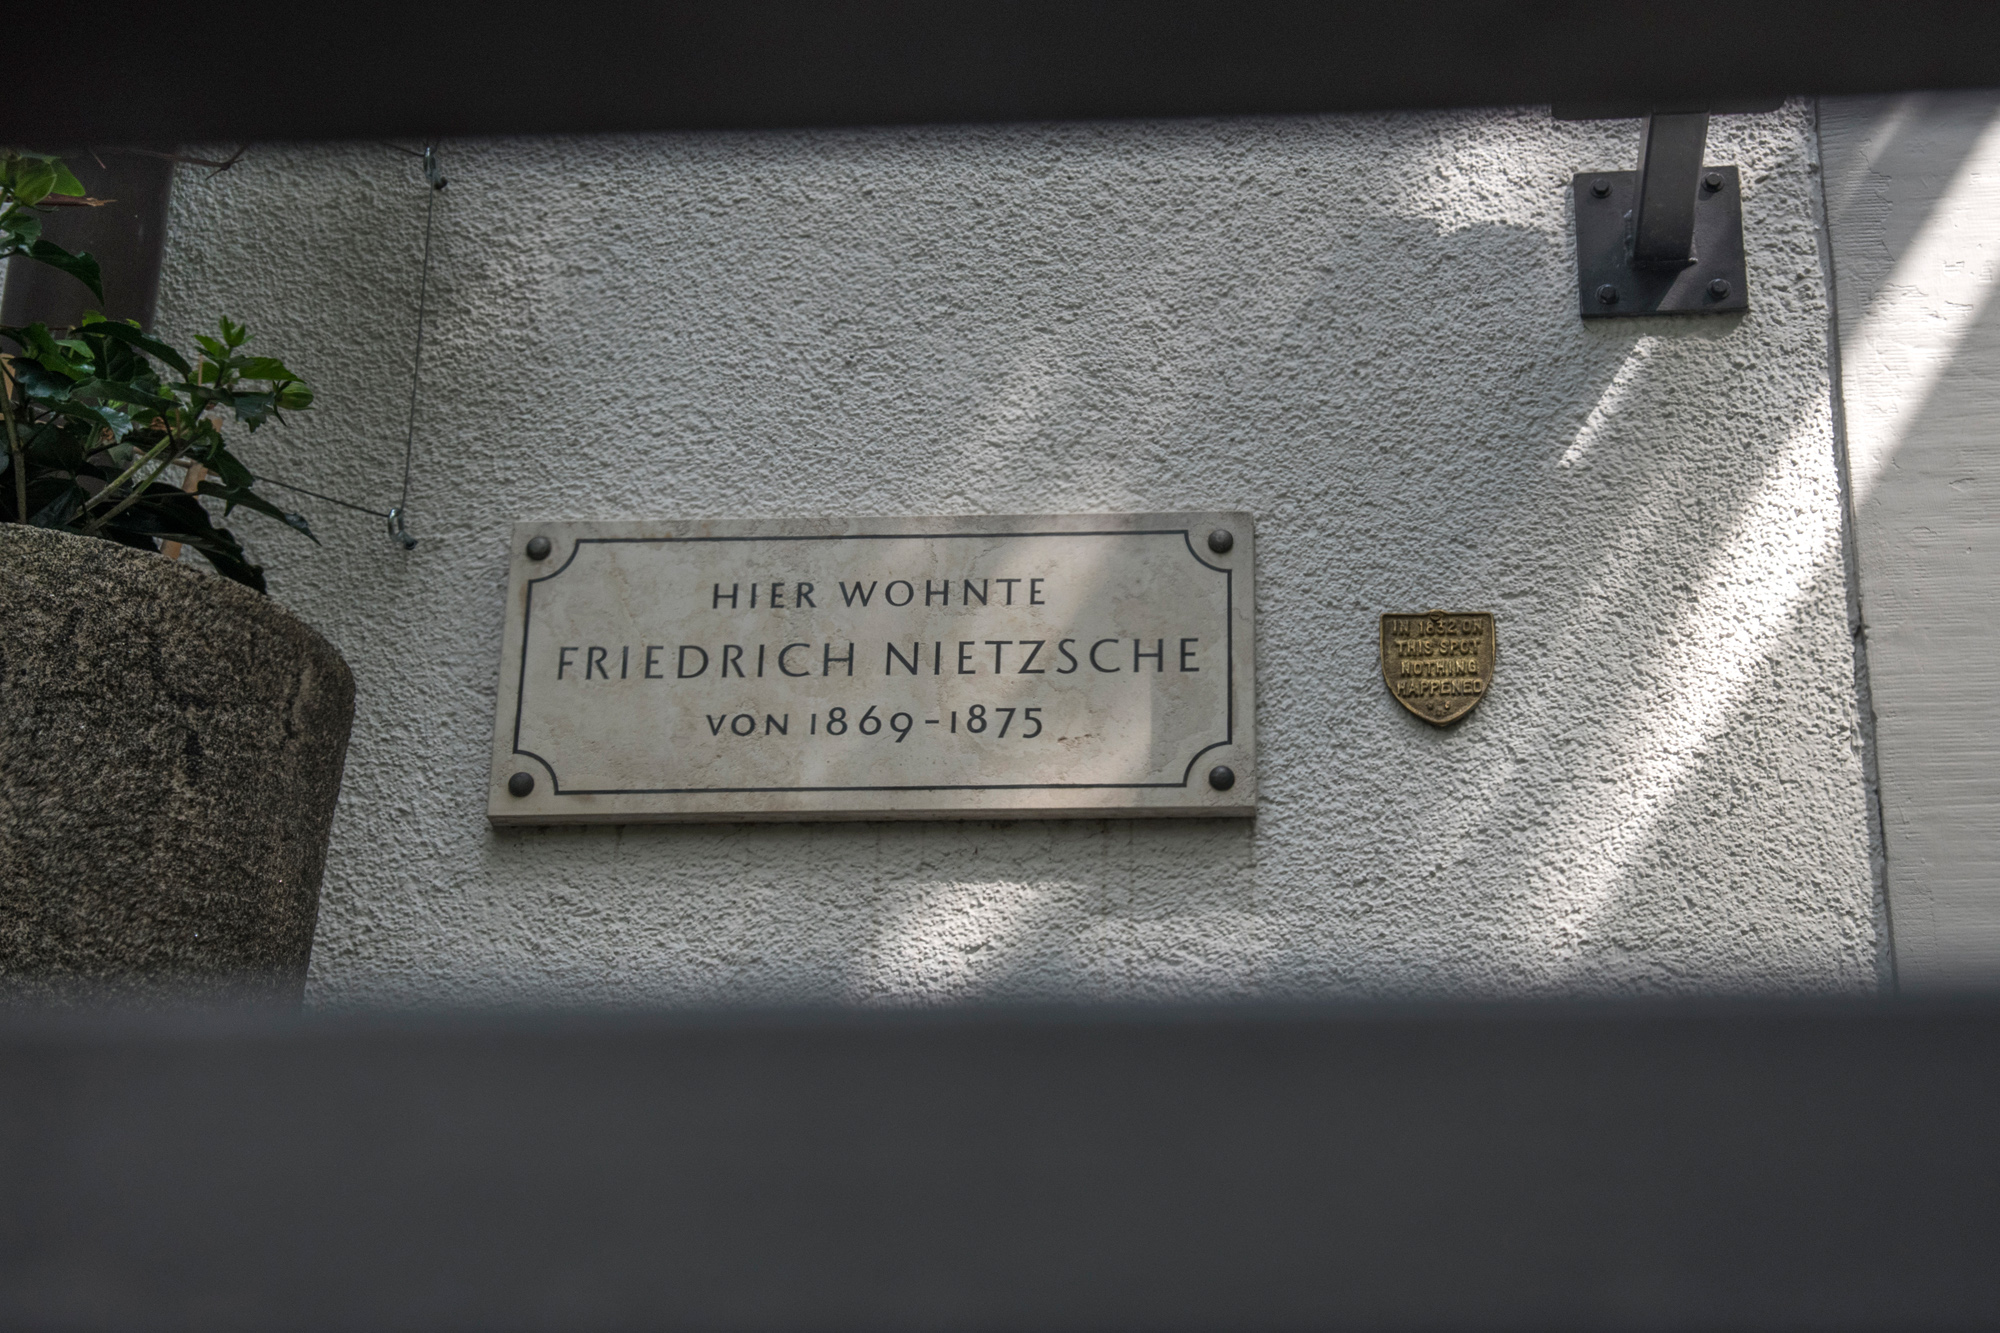 HIER WOHNTE
FRIEDRICH NIETZSCHE
VON 1869-1875
IN 1832 ON
THIS SPOT
NOTHING
HAPPENED